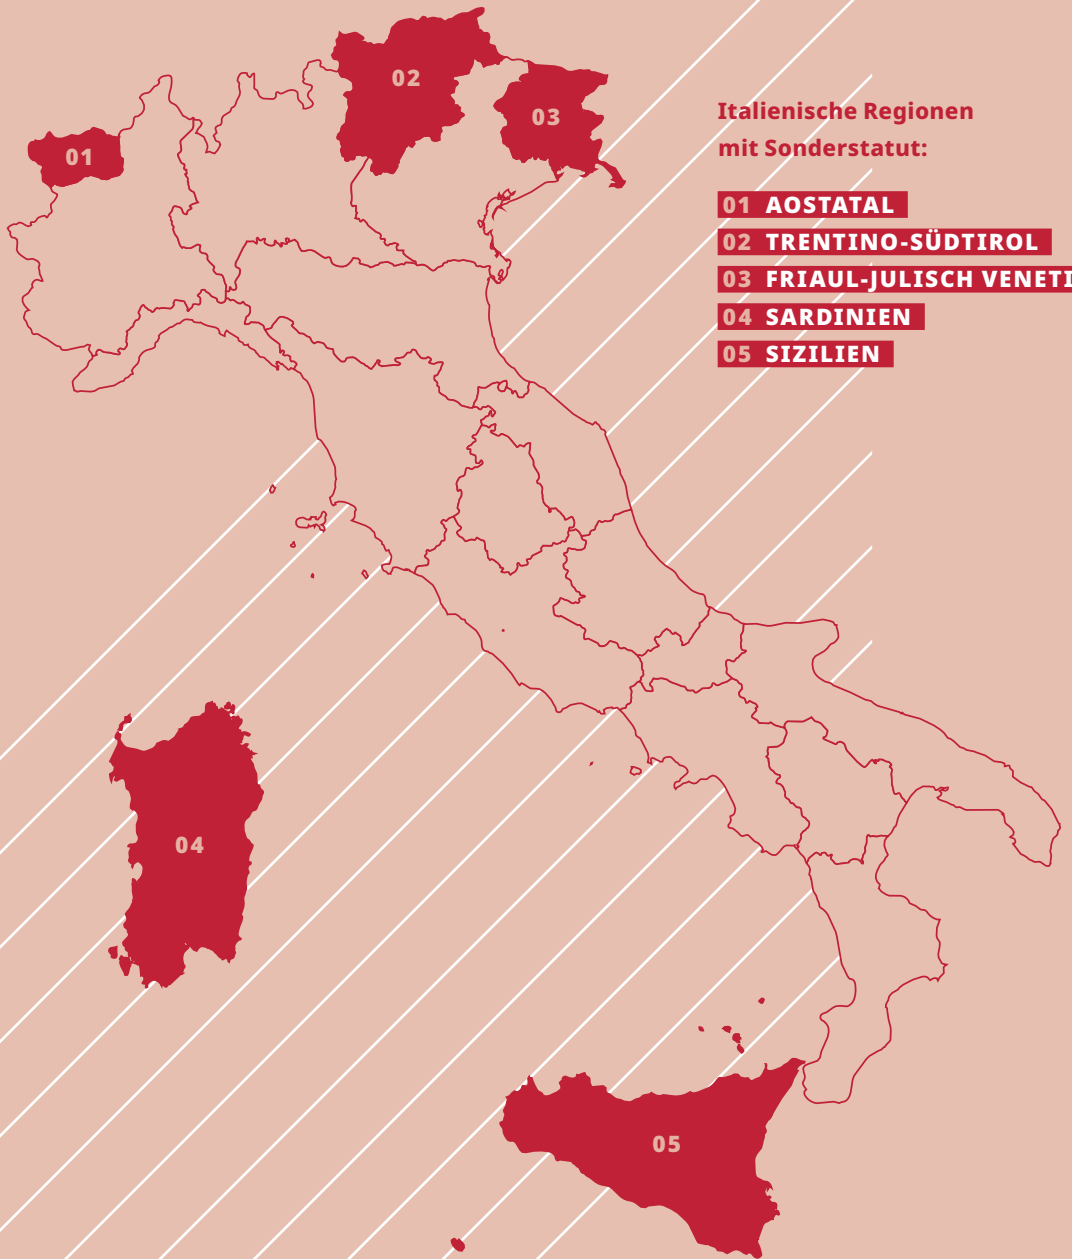 01
02
03
Italienische Regionen
mit Sonderstatut:
01 AOSTATAL
02 TRENTINO-SÜDTIROL
03 FRIAUL-JULISCH VENETI
04 SARDINIEN
05 SIZILIEN
04
05